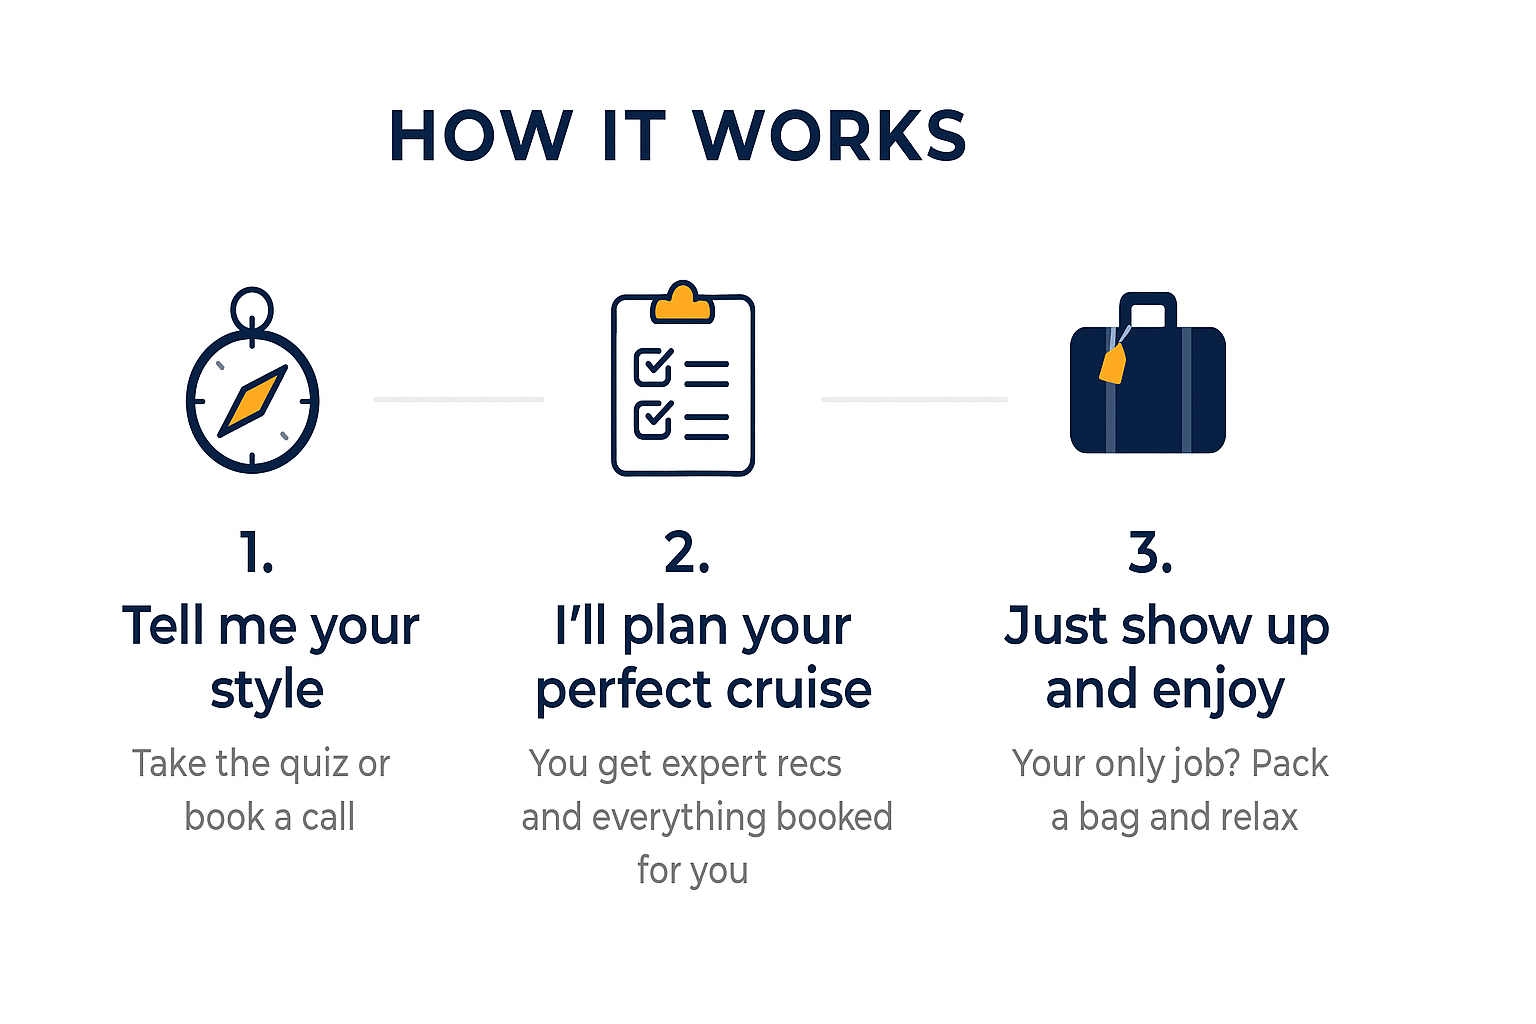 HOW IT WORKS
1.
Tell me your
style
Take the quiz or
book a call
2.
I’ll plan your
perfect cruise
You get expert recs
and everything booked
for you
3.
Just show up
and enjoy
Your only job? Pack
a bag and relax